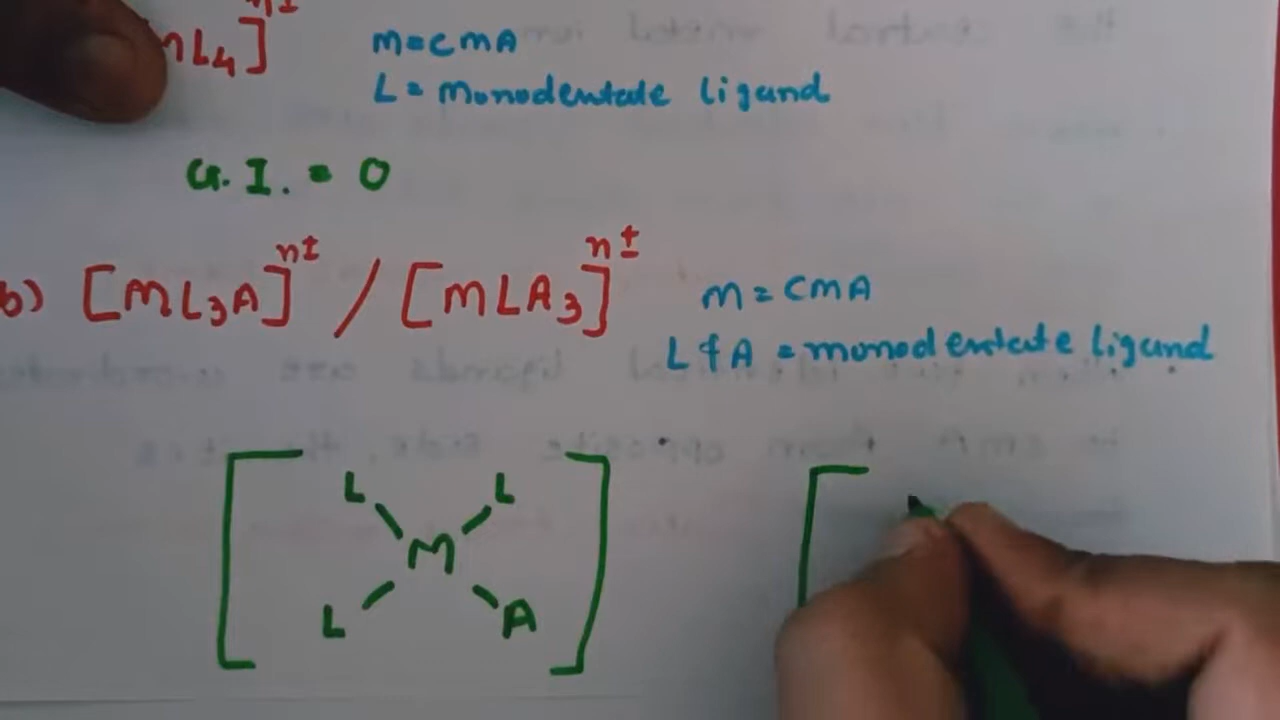 mL₄]ⁿ±
m=cmA
L = Monodentate ligand
G.I. = 0
b) [mL₃A]ⁿ± / [mLA₃]ⁿ±
m = cmA
L & A = monodentate ligand
L L
M
L A